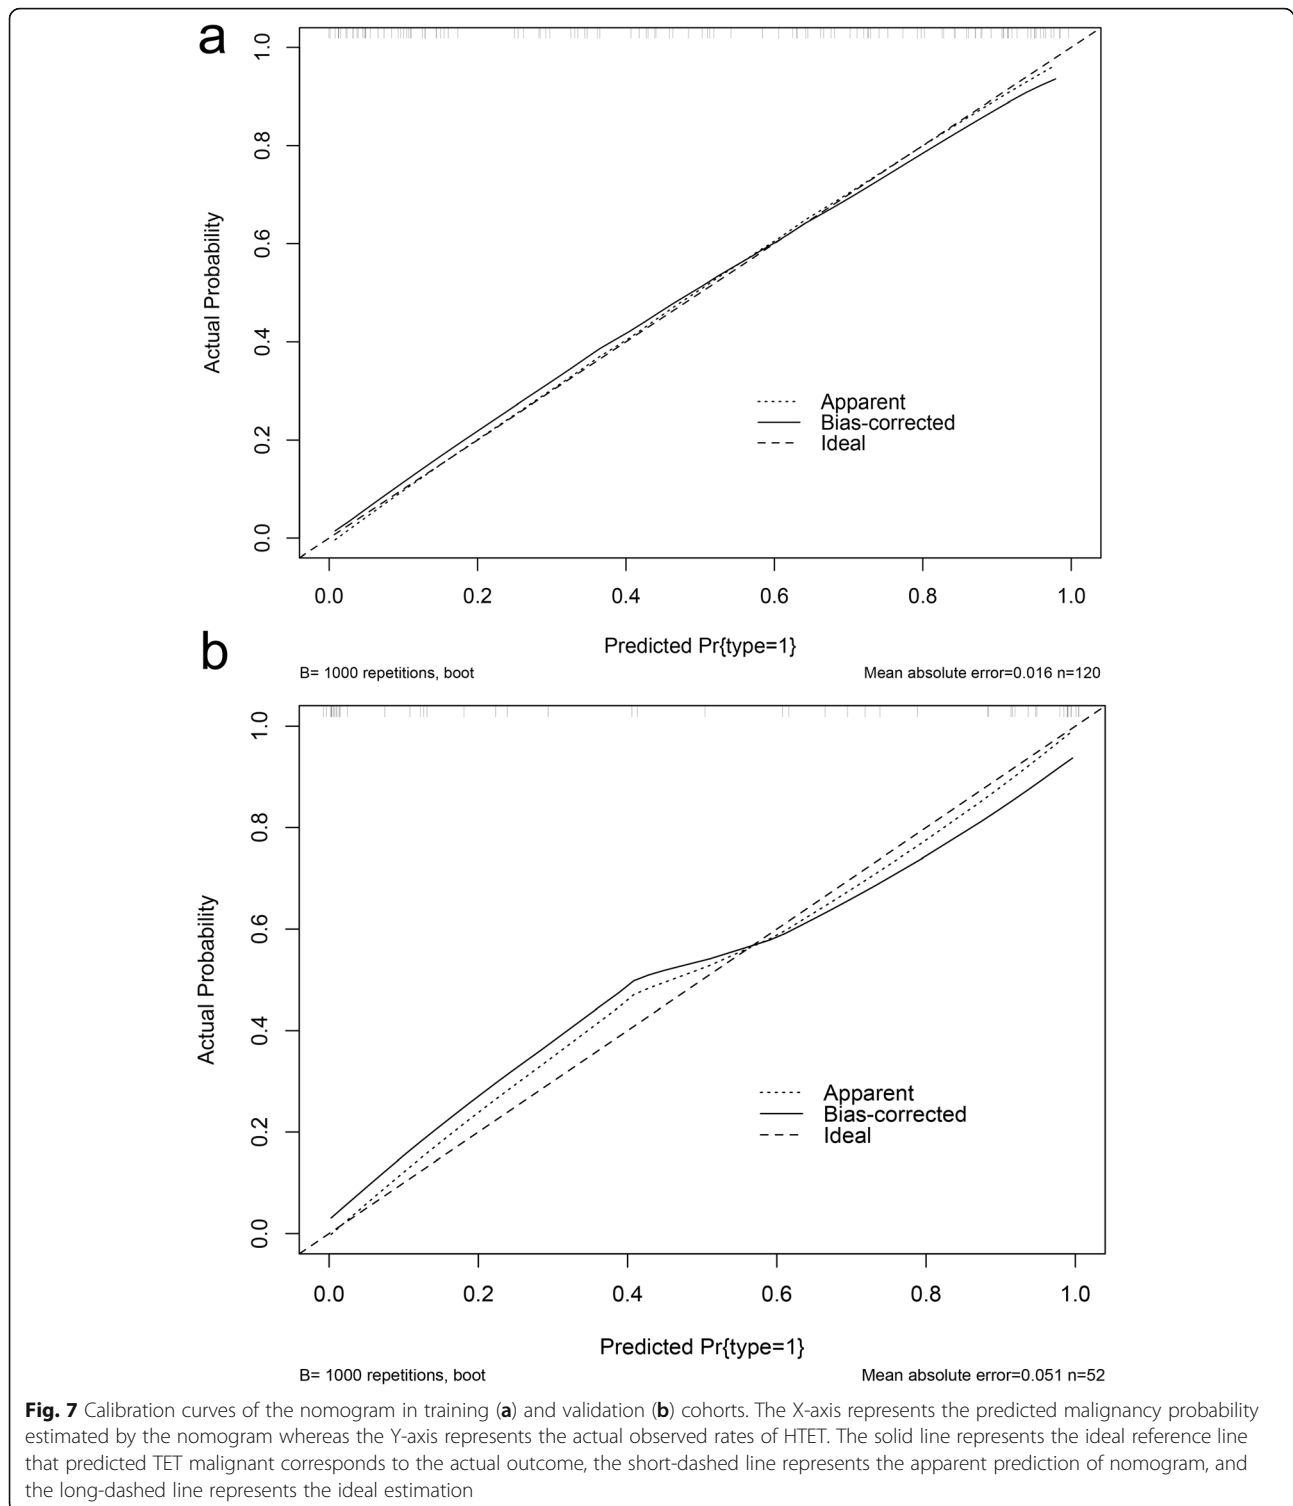 a
1.0
0.8
0.6
0.4
0.2
0.0
Actual Probability
Apparent
Bias-corrected
Ideal
0.0 0.2 0.4 0.6 0.8 1.0
Predicted Pr{type=1}
B= 1000 repetitions, boot Mean absolute error=0.016 n=120
b
1.0
0.8
0.6
0.4
0.2
0.0
Actual Probability
Apparent
Bias-corrected
Ideal
0.0 0.2 0.4 0.6 0.8 1.0
Predicted Pr{type=1}
B= 1000 repetitions, boot Mean absolute error=0.051 n=52
Fig. 7 Calibration curves of the nomogram in training (a) and validation (b) cohorts. The X-axis represents the predicted malignancy probability
estimated by the nomogram whereas the Y-axis represents the actual observed rates of HTET. The solid line represents the ideal reference line
that predicted TET malignant corresponds to the actual outcome, the short-dashed line represents the apparent prediction of nomogram, and
the long-dashed line represents the ideal estimation